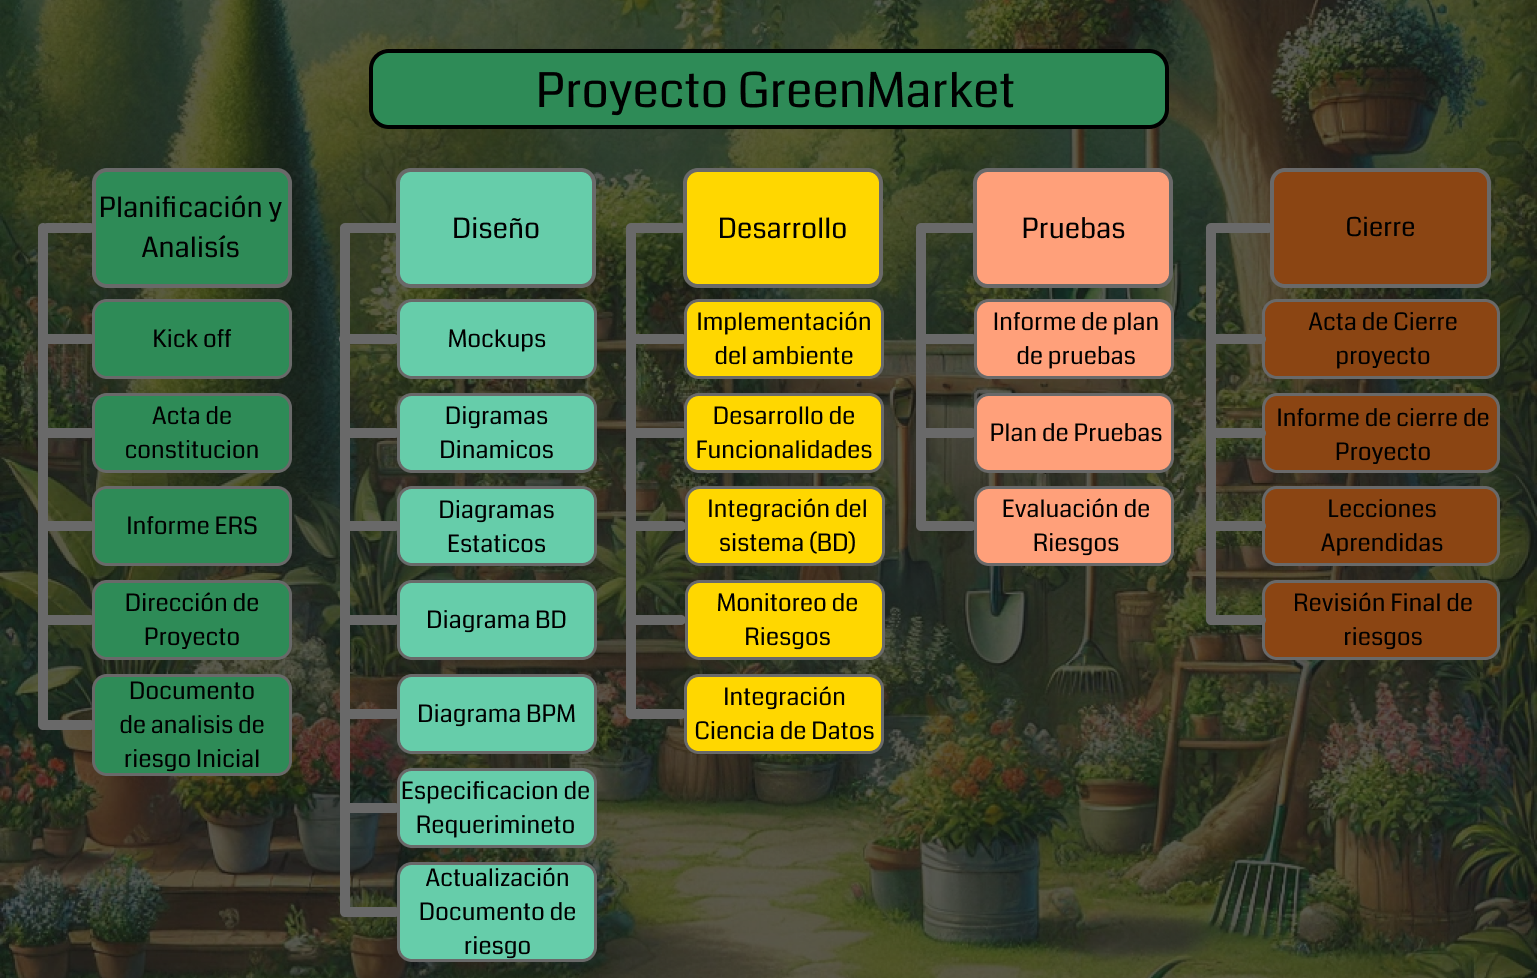 Proyecto GreenMarket
Planificación y
Analisís
Kick off
Acta de
constitucion
Informe ERS
Dirección de
Proyecto
Documento
de analisis de
riesgo Inicial
Diseño
Mockups
Digramas
Dinamicos
Diagramas
Estaticos
Diagrama BD
Diagrama BPM
Especificacion de
Requerimineto
Actualización
Documento de
riesgo
Desarrollo
Implementación
del ambiente
Desarrollo de
Funcionalidades
Integración del
sistema (BD)
Monitoreo de
Riesgos
Integración
Ciencia de Datos
Pruebas
Informe de plan
de pruebas
Plan de Pruebas
Evaluación de
Riesgos
Cierre
Acta de Cierre
proyecto
Informe de cierre de
Proyecto
Lecciones
Aprendidas
Revisión Final de
riesgos